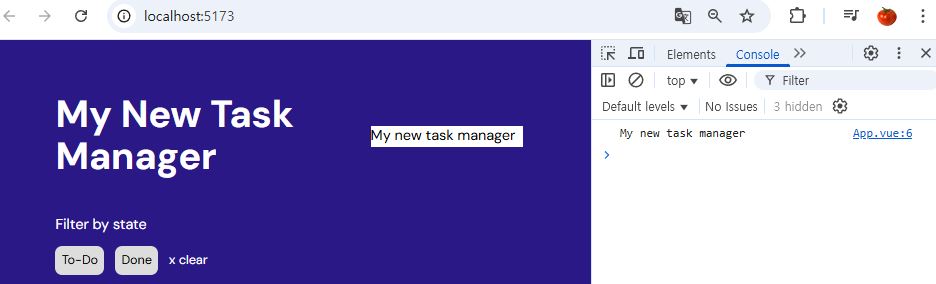 localhost:5173
My New Task
Manager
My new task manager
Filter by state
To-Do
Done
x clear
Elements
Console
top
Filter
Default levels
No Issues
3 hidden
My new task manager
App.vue:6